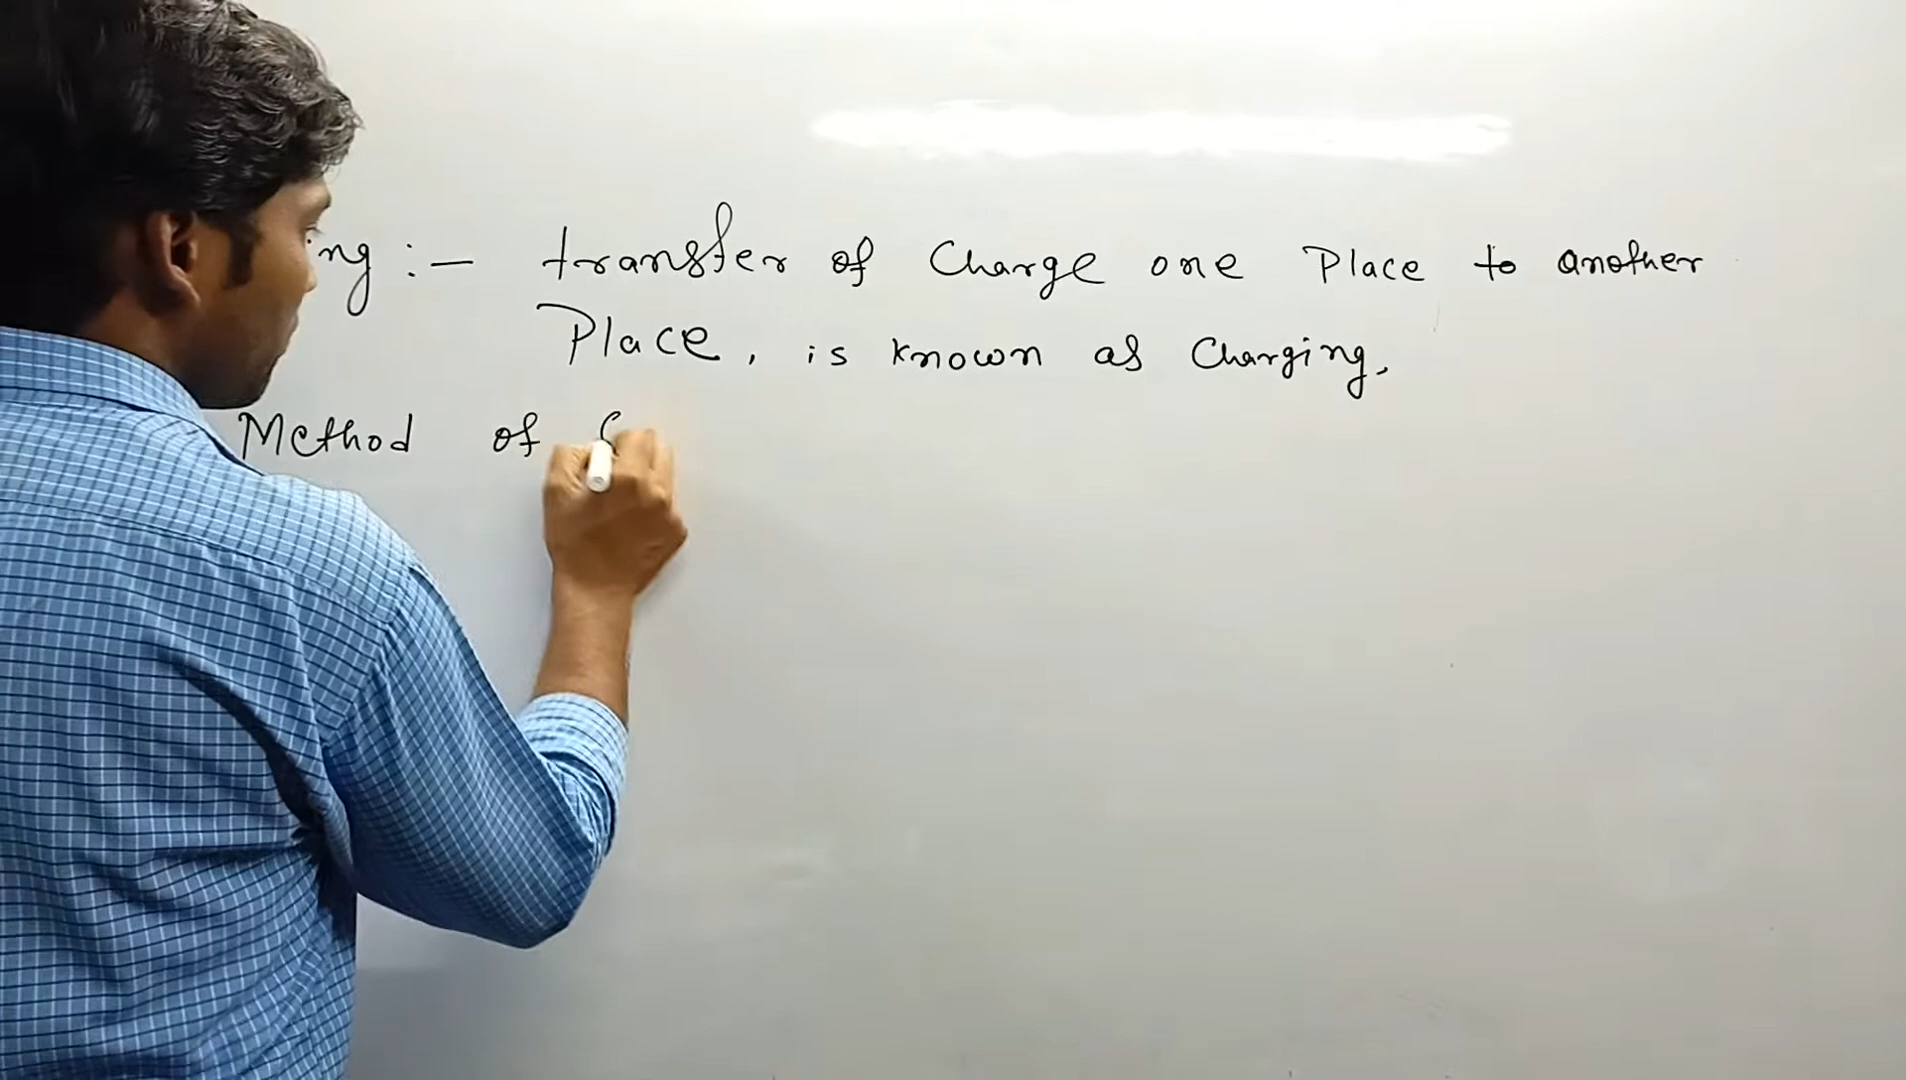 ng :- transfer of Charge one Place to another
Place, is known as Charging.
Method of